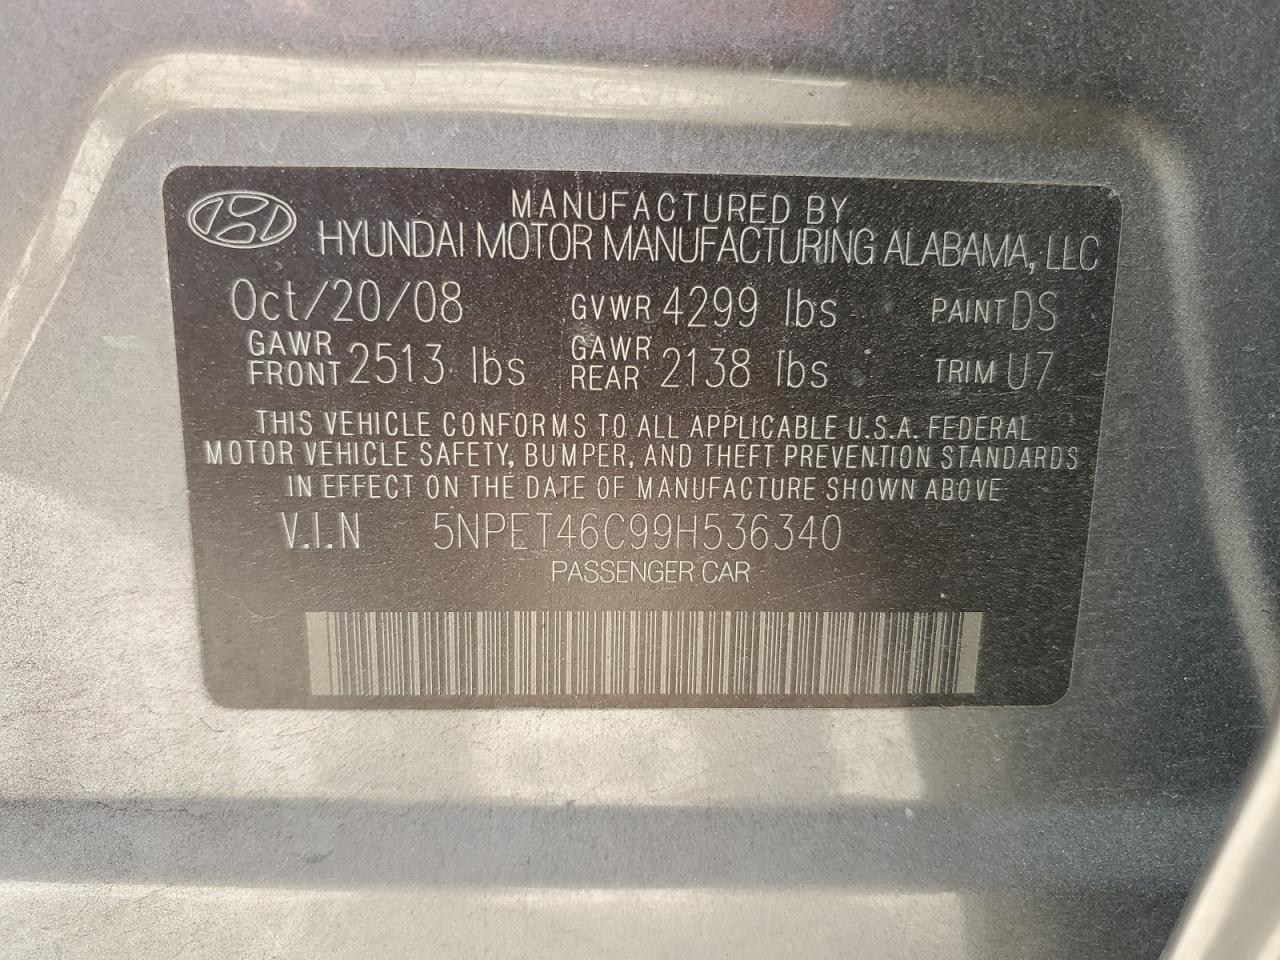 MANUFACTURED BY
HYUNDAI MOTOR MANUFACTURING ALABAMA, LLC
Oct/20/08 GVWR 4299 lbs PAINT DS
GAWR FRONT 2513 lbs GAWR REAR 2138 lbs TRIM U7
THIS VEHICLE CONFORMS TO ALL APPLICABLE U.S.A. FEDERAL
MOTOR VEHICLE SAFETY, BUMPER, AND THEFT PREVENTION STANDARDS
IN EFFECT ON THE DATE OF MANUFACTURE SHOWN ABOVE
V.I.N 5NPET46C99H536340
PASSENGER CAR